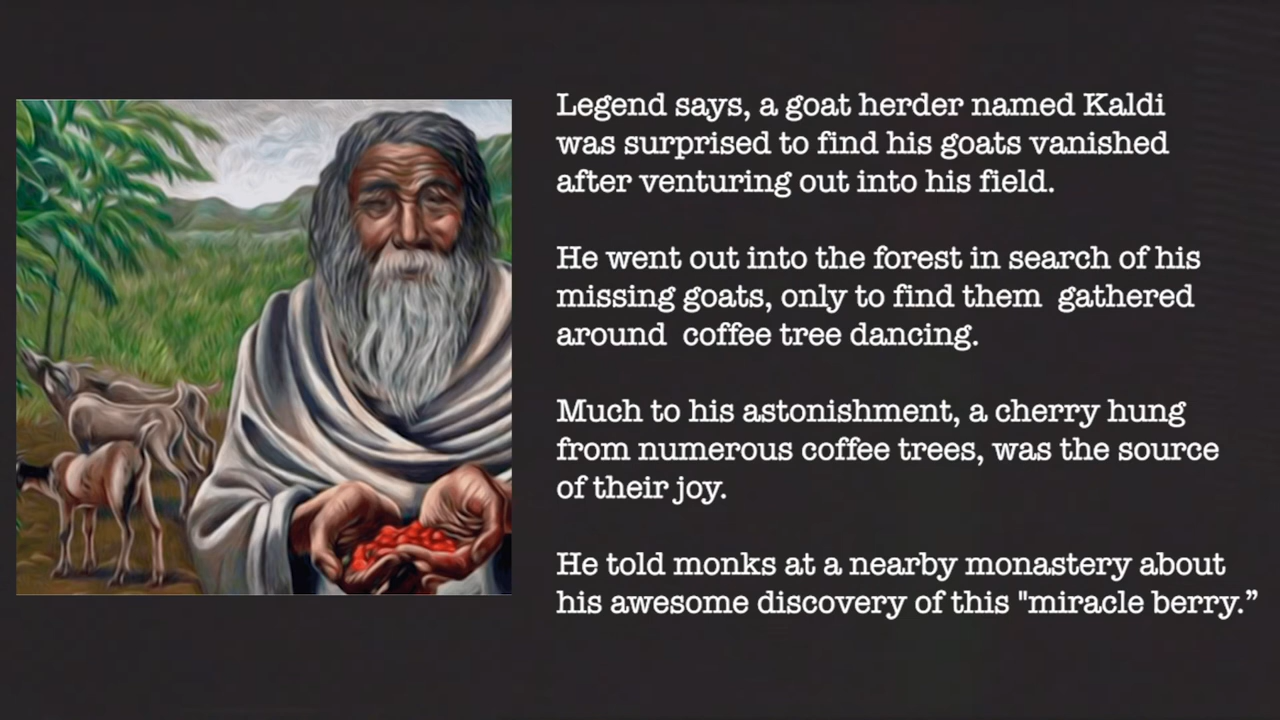 Legend says, a goat herder named Kaldi
was surprised to find his goats vanished
after venturing out into his field.
He went out into the forest in search of his
missing goats, only to find them  gathered
around  coffee tree dancing.
Much to his astonishment, a cherry hung
from numerous coffee trees, was the source
of their joy.
He told monks at a nearby monastery about
his awesome discovery of this "miracle berry.”